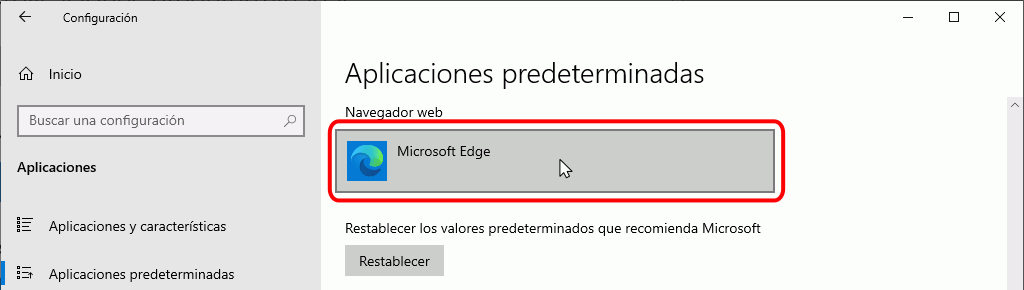 Configuración
Inicio
Buscar una configuración
Aplicaciones
Aplicaciones y características
Aplicaciones predeterminadas
Aplicaciones predeterminadas
Navegador web
Microsoft Edge
Restablecer los valores predeterminados que recomienda Microsoft
Restablecer